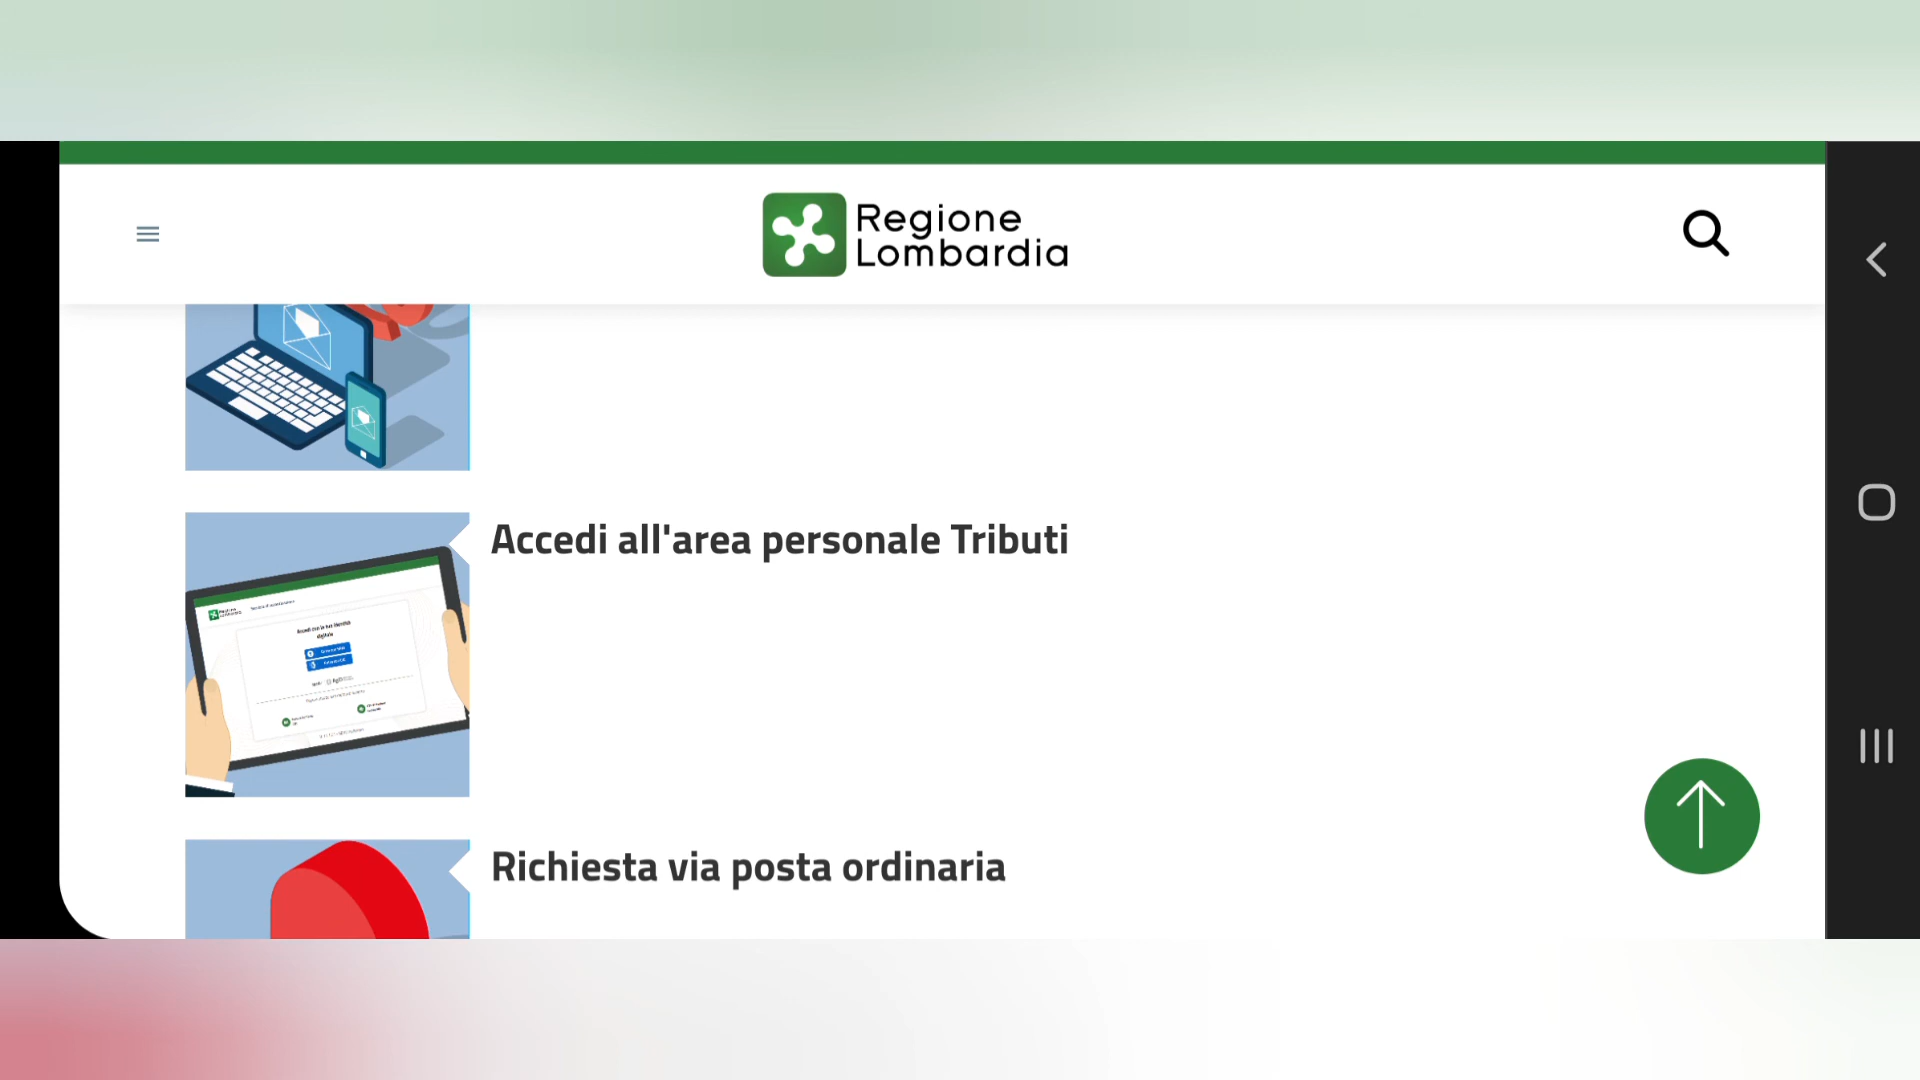 Regione
Lombardia
Accedi all'area personale Tributi
Richiesta via posta ordinaria